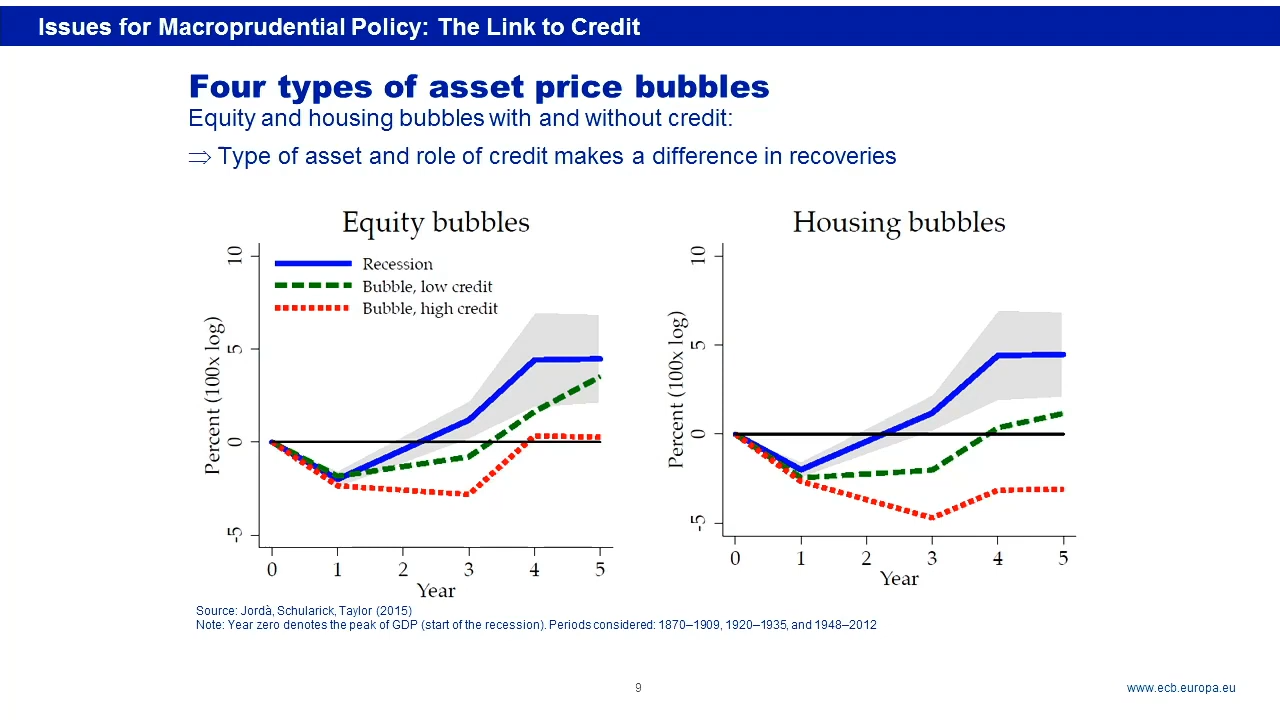 Issues for Macroprudential Policy: The Link to Credit
Four types of asset price bubbles
Equity and housing bubbles with and without credit:
⇒ Type of asset and role of credit makes a difference in recoveries
Equity bubbles
Percent (100x log)
10
5
0
-5
Recession
Bubble, low credit
Bubble, high credit
0 1 2 3 4 5
Year
Housing bubbles
Percent (100x log)
10
5
0
-5
0 1 2 3 4 5
Year
Source: Jordà, Schularick, Taylor (2015)
Note: Year zero denotes the peak of GDP (start of the recession). Periods considered: 1870–1909, 1920–1935, and 1948–2012
9
www.ecb.europa.eu